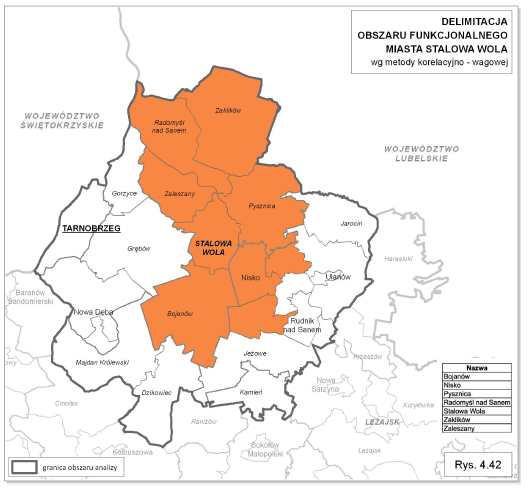 DELIMITACJA
OBSZARU FUNKCJONALNEGO
MIASTA STALOWA WOLA
wg metody korelacyjno - wagowej
WOJEWÓDZTWO
ŚWIĘTOKRZYSKIE
WOJEWÓDZTWO
LUBELSKIE
Zaklików
Radomyśl
nad Sanem
Gorzyce
Zaleszany
Pysznica
TARNOBRZEG
Jarocin
Grębów
STALOWA
WOLA
Harasiuki
Nisko
Ulanów
Baranów
Sandomierski
Nowa Dęba
Bojanów
Rudnik
nad Sanem
Majdan Królewski
Jeżowe
Krzeszów
Dzikowiec
Kamień
Nowa
Sarzyna
Cmolas
Kuryłówka
Raniżów
LEŻAJSK
Kolbuszowa
Sokołów
Małopolski
Leżajsk
Nazwa
Bojanów
Nisko
Pysznica
Radomyśl nad Sanem
Stalowa Wola
Zaklików
Zaleszany
granica obszaru analizy
Rys. 4.42